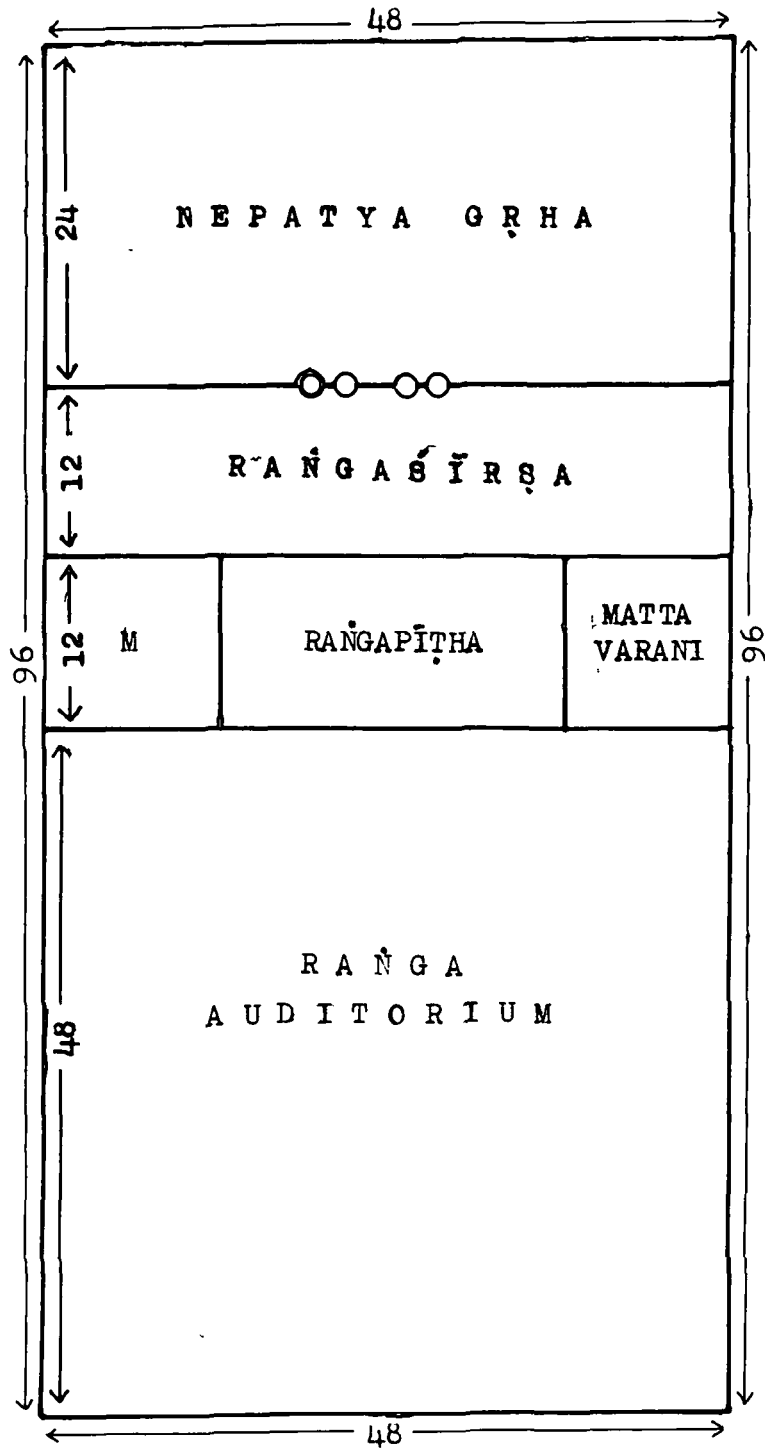 48
24
NEPATYA GṚHA
12
RAṄGAŚĪRṢA
96
12
M
RAṄGAPĪṬHA
MATTA
VARANI
96
48
RAṄGA
AUDITORIUM
48